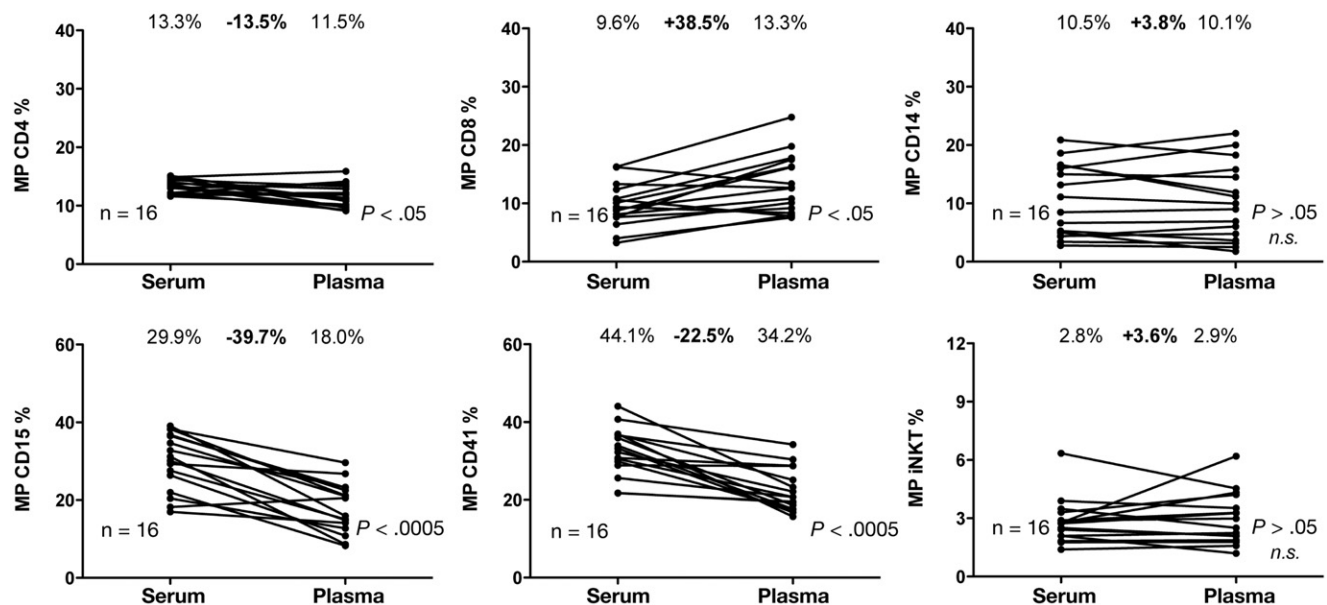 13.3% -13.5% 11.5%
MP CD4 %
40
30
20
10
0
n = 16
P < .05
Serum Plasma
9.6% +38.5% 13.3%
MP CD8 %
40
30
20
10
0
n = 16
P < .05
Serum Plasma
10.5% +3.8% 10.1%
MP CD14 %
40
30
20
10
0
n = 16
P > .05
n.s.
Serum Plasma
29.9% -39.7% 18.0%
MP CD15 %
60
40
20
0
n = 16
P < .0005
Serum Plasma
44.1% -22.5% 34.2%
MP CD41 %
60
40
20
0
n = 16
P < .0005
Serum Plasma
2.8% +3.6% 2.9%
MP iNKT %
12
9
6
3
0
n = 16
P > .05
n.s.
Serum Plasma